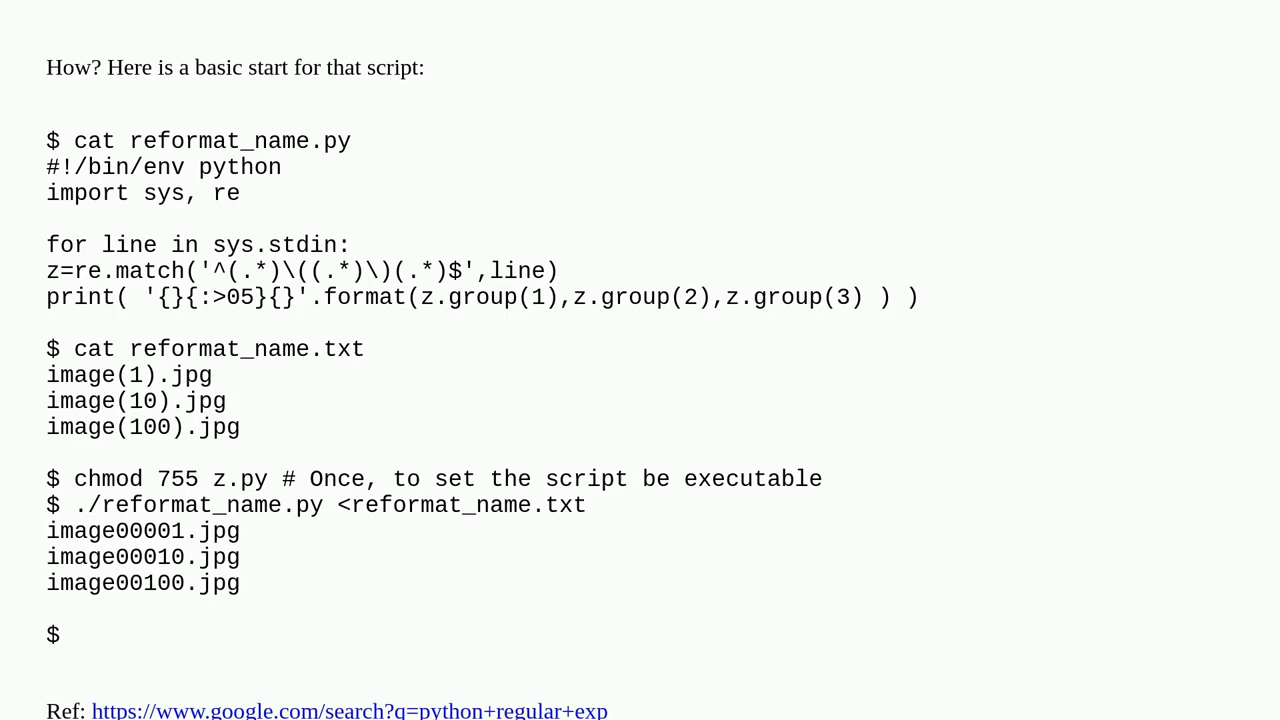 How? Here is a basic start for that script:
$ cat reformat_name.py
#!/bin/env python
import sys, re
for line in sys.stdin:
z=re.match('^(.*)\((.*)\)(.*)$',line)
print( '{}{:>05}{}'.format(z.group(1),z.group(2),z.group(3) ) )
$ cat reformat_name.txt
image(1).jpg
image(10).jpg
image(100).jpg
$ chmod 755 z.py # Once, to set the script be executable
$ ./reformat_name.py <reformat_name.txt
image00001.jpg
image00010.jpg
image00100.jpg
$
Ref: https://www.google.com/search?q=python+regular+exp